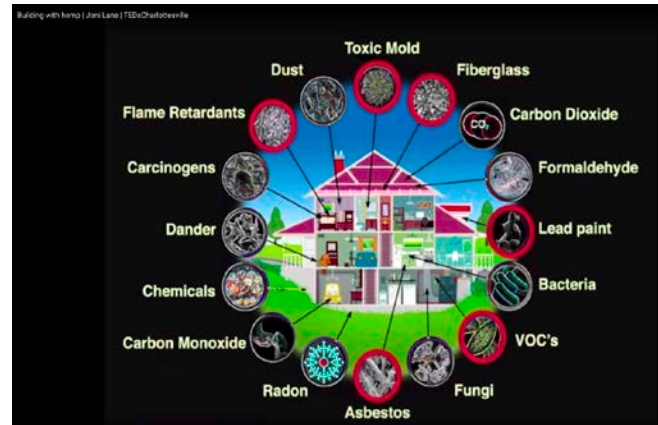 Building with hemp | Joni Lane | TEDxCharlottesville
Toxic Mold
Dust
Fiberglass
Flame Retardants
Carbon Dioxide
CO₂
Carcinogens
Formaldehyde
Dander
Lead paint
Chemicals
Bacteria
Carbon Monoxide
VOC's
Radon
Fungi
Asbestos